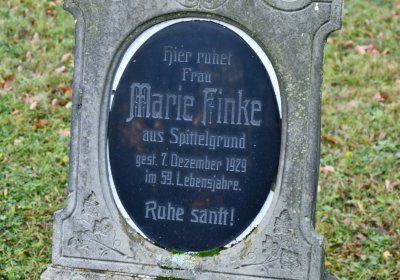 Hier ruhet
Frau
Marie Finke
aus Spittelgrund
gest. 7. Dezember 1929
im 59. Lebensjahre.
Ruhe sanft!